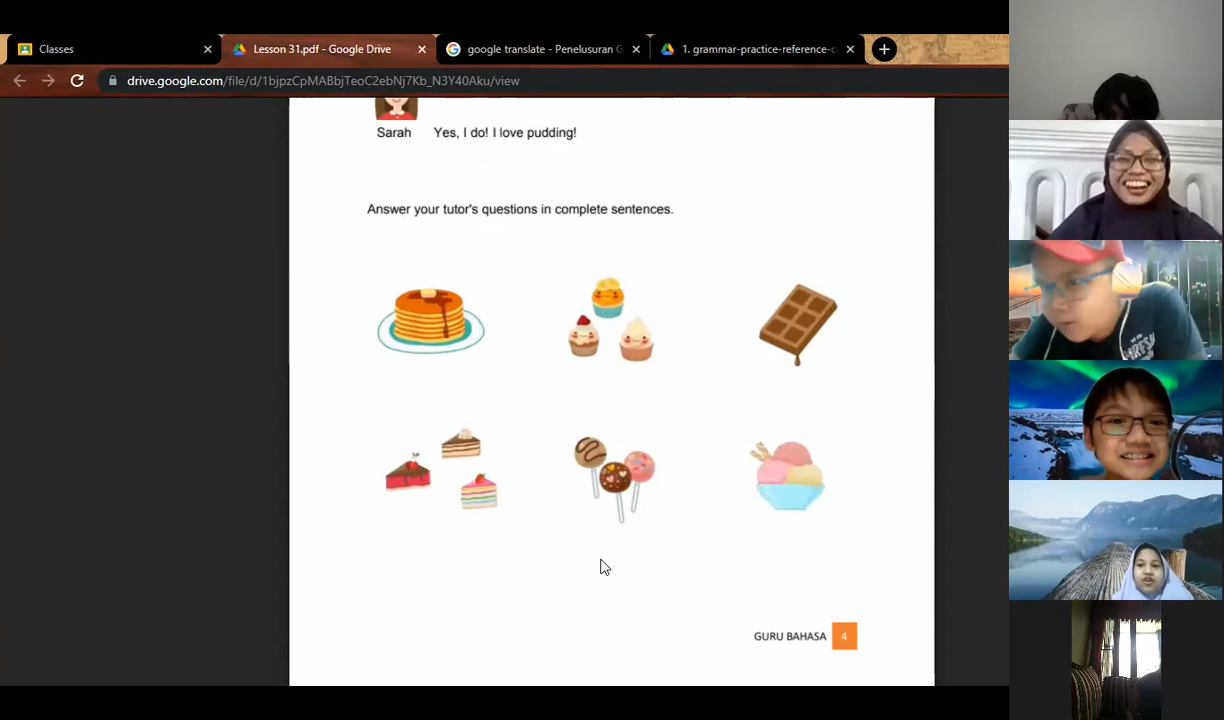 Classes
Lesson 31.pdf - Google Drive
google translate - Penelusuran G
1. grammar-practice-reference-c
drive.google.com/file/d/1bjpzCpMABbjTeoC2ebNj7Kb_N3Y40Aku/view
Sarah Yes, I do! I love pudding!
Answer your tutor's questions in complete sentences.
GURU BAHASA 4